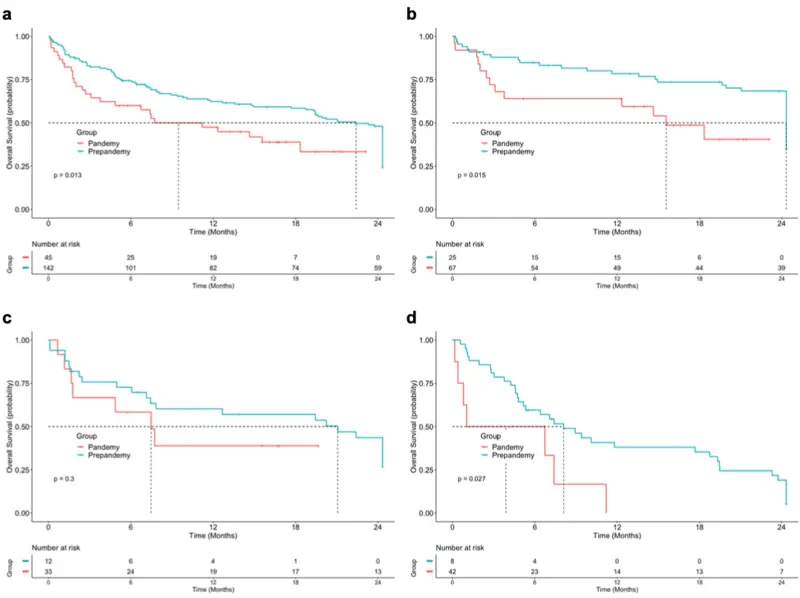 a
1.00
0.75
0.50
0.25
0.00
Overall Survival (probability)
Group
Pandemy
Prepandemy
p = 0.013
0 6 12 18 24
Time (Months)
Number at risk
Group
45 25 19 7 0
142 101 82 74 59
0 6 12 18 24
Time (Months)
b
1.00
0.75
0.50
0.25
0.00
Overall Survival (probability)
Group
Pandemy
Prepandemy
p = 0.015
0 6 12 18 24
Time (Months)
Number at risk
Group
25 15 15 6 0
67 54 49 44 39
0 6 12 18 24
Time (Months)
c
1.00
0.75
0.50
0.25
0.00
Overall Survival (probability)
Group
Pandemy
Prepandemy
p = 0.3
0 6 12 18 24
Time (Months)
Number at risk
Group
12 6 4 1 0
33 24 19 17 13
0 6 12 18 24
Time (Months)
d
1.00
0.75
0.50
0.25
0.00
Overall Survival (probability)
Group
Pandemy
Prepandemy
p = 0.027
0 6 12 18 24
Time (Months)
Number at risk
Group
8 4 0 0 0
42 23 14 13 7
0 6 12 18 24
Time (Months)